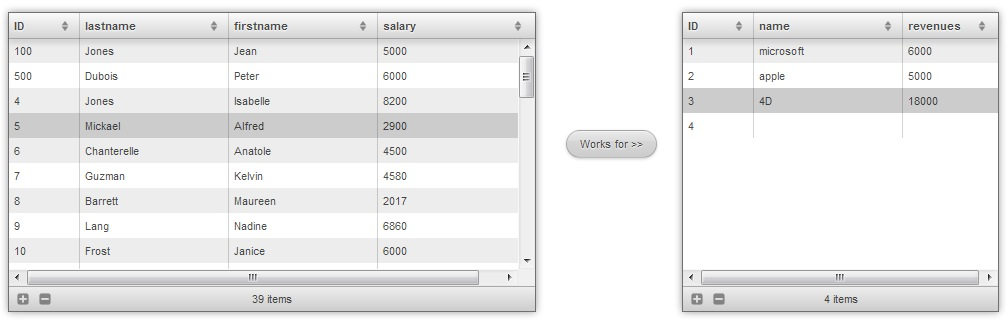 ID lastname firstname salary
100 Jones Jean 5000
500 Dubois Peter 6000
4 Jones Isabelle 8200
5 Mickael Alfred 2900
6 Chanterelle Anatole 4500
7 Guzman Kelvin 4580
8 Barrett Maureen 2017
9 Lang Nadine 6860
10 Frost Janice 6000
39 items
Works for >>
ID name revenues
1 microsoft 6000
2 apple 5000
3 4D 18000
4
4 items